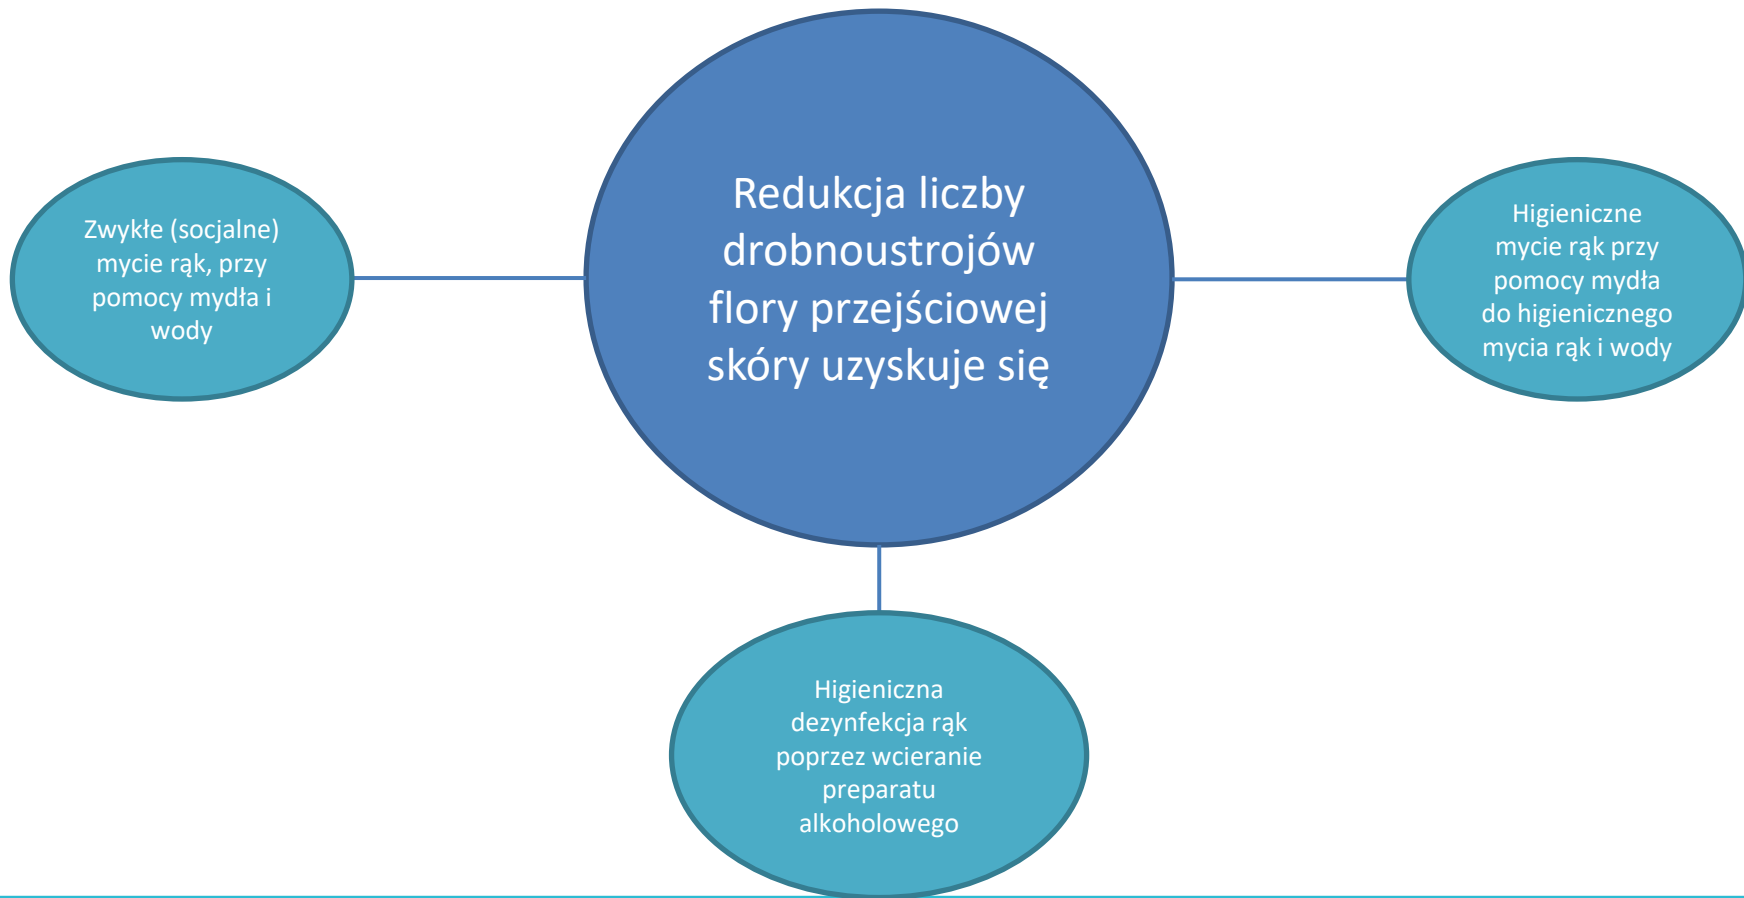 Redukcja liczby
drobnoustrojów
flory przejściowej
skóry uzyskuje się
Zwykłe (socjalne)
mycie rąk, przy
pomocy mydła i
wody
Higieniczne
mycie rąk przy
pomocy mydła
do higienicznego
mycia rąk i wody
Higieniczna
dezynfekcja rąk
poprzez wcieranie
preparatu
alkoholowego